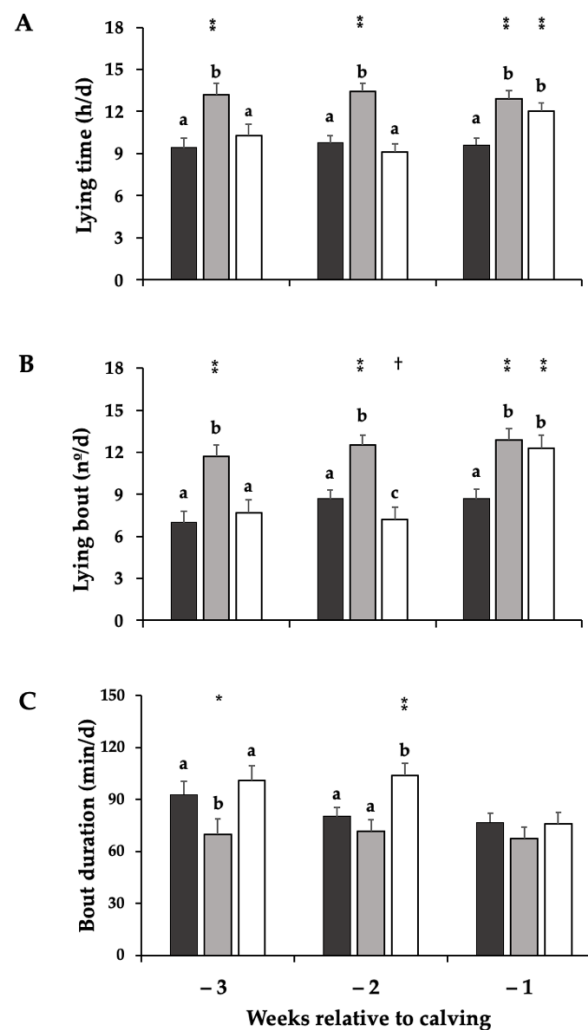 A
Lying time (h/d)
18
15
12
9
6
3
0
** ** ** **
a b a a b a a b b
B
Lying bout (nº/d)
18
15
12
9
6
3
0
** ** † ** **
a b a a b c a b b
C
Bout duration (min/d)
150
120
90
60
30
0
* **
a b a a a b
– 3 – 2 – 1
Weeks relative to calving